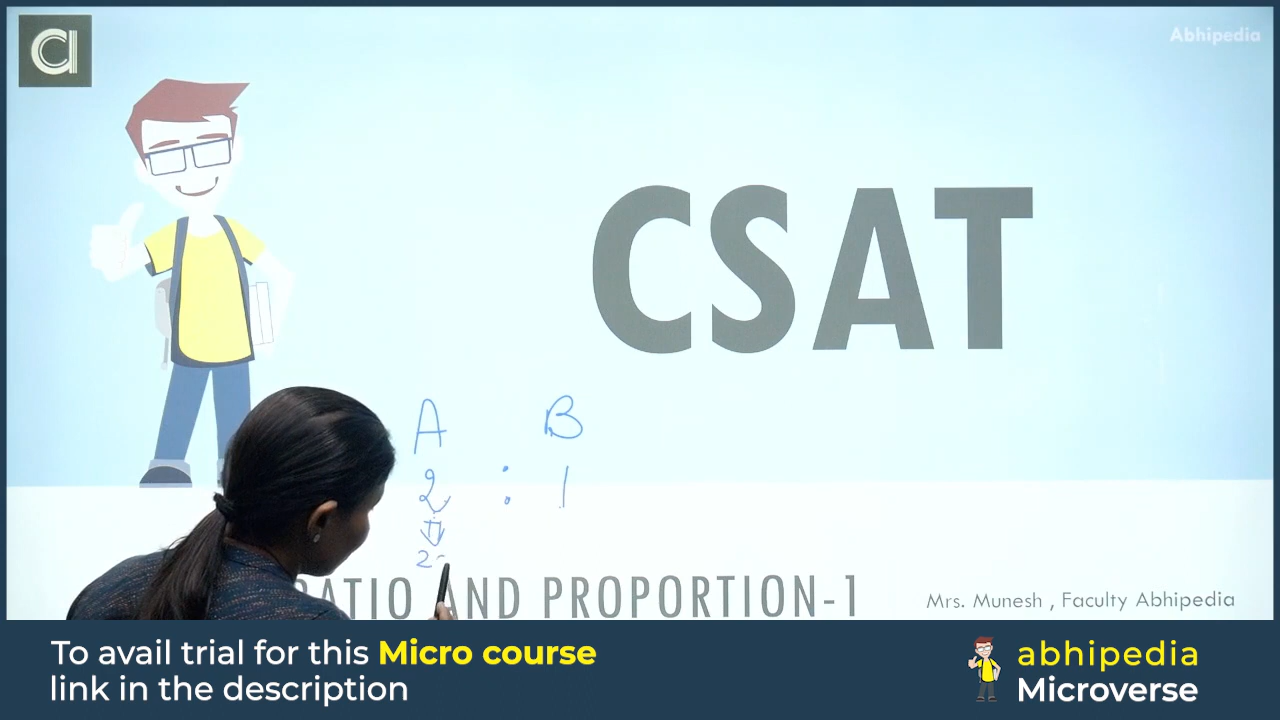 Abhipedia
CSAT
A B
2 : 1
RATIO AND PROPORTION-1
Mrs. Munesh , Faculty Abhipedia
To avail trial for this Micro course
link in the description
abhipedia
Microverse